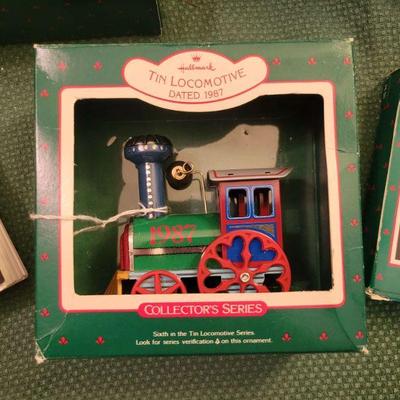 Hallmark
TIN LOCOMOTIVE
DATED 1987
1987
COLLECTOR'S SERIES
Sixth in the Tin Locomotive Series.
Look for series verification on this ornament.